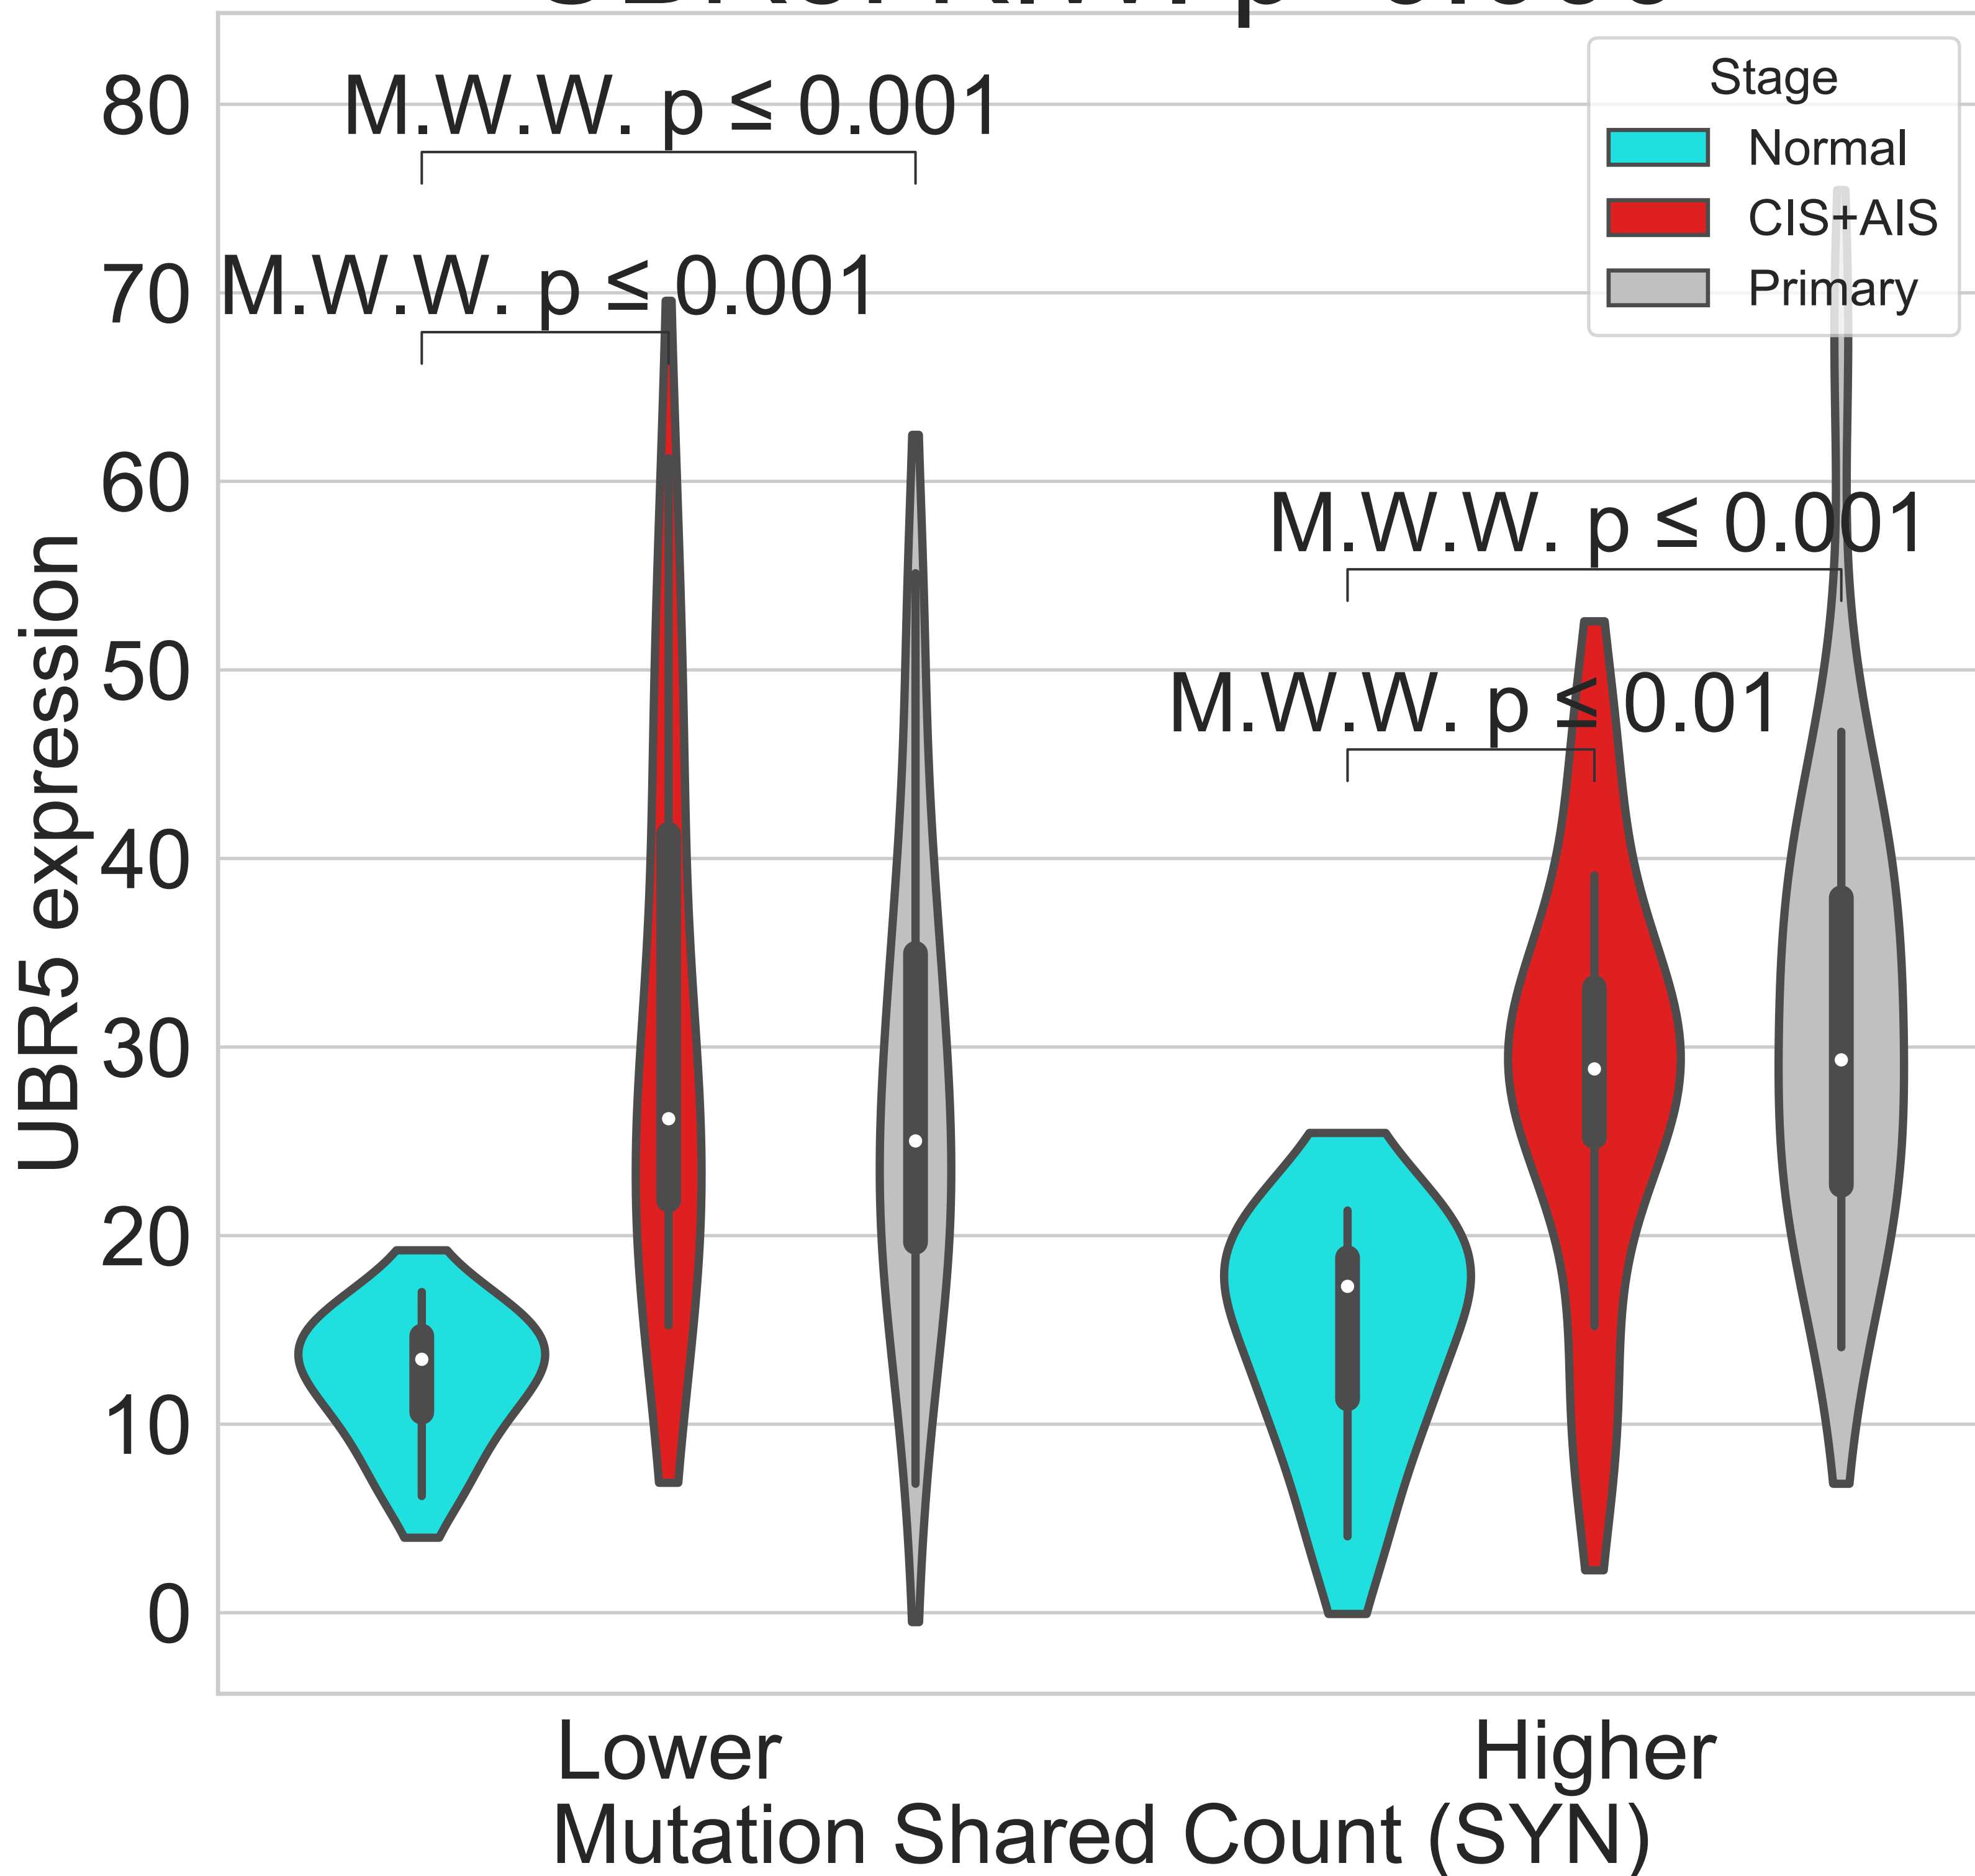 80
70
60
50
40
30
20
10
0
UBR5 expression
M.W.W. p ≤ 0.001
M.W.W. p ≤ 0.001
M.W.W. p ≤ 0.001
M.W.W. p ≤ 0.01
Stage
Normal
CIS+AIS
Primary
Lower
Higher
Mutation Shared Count (SYN)